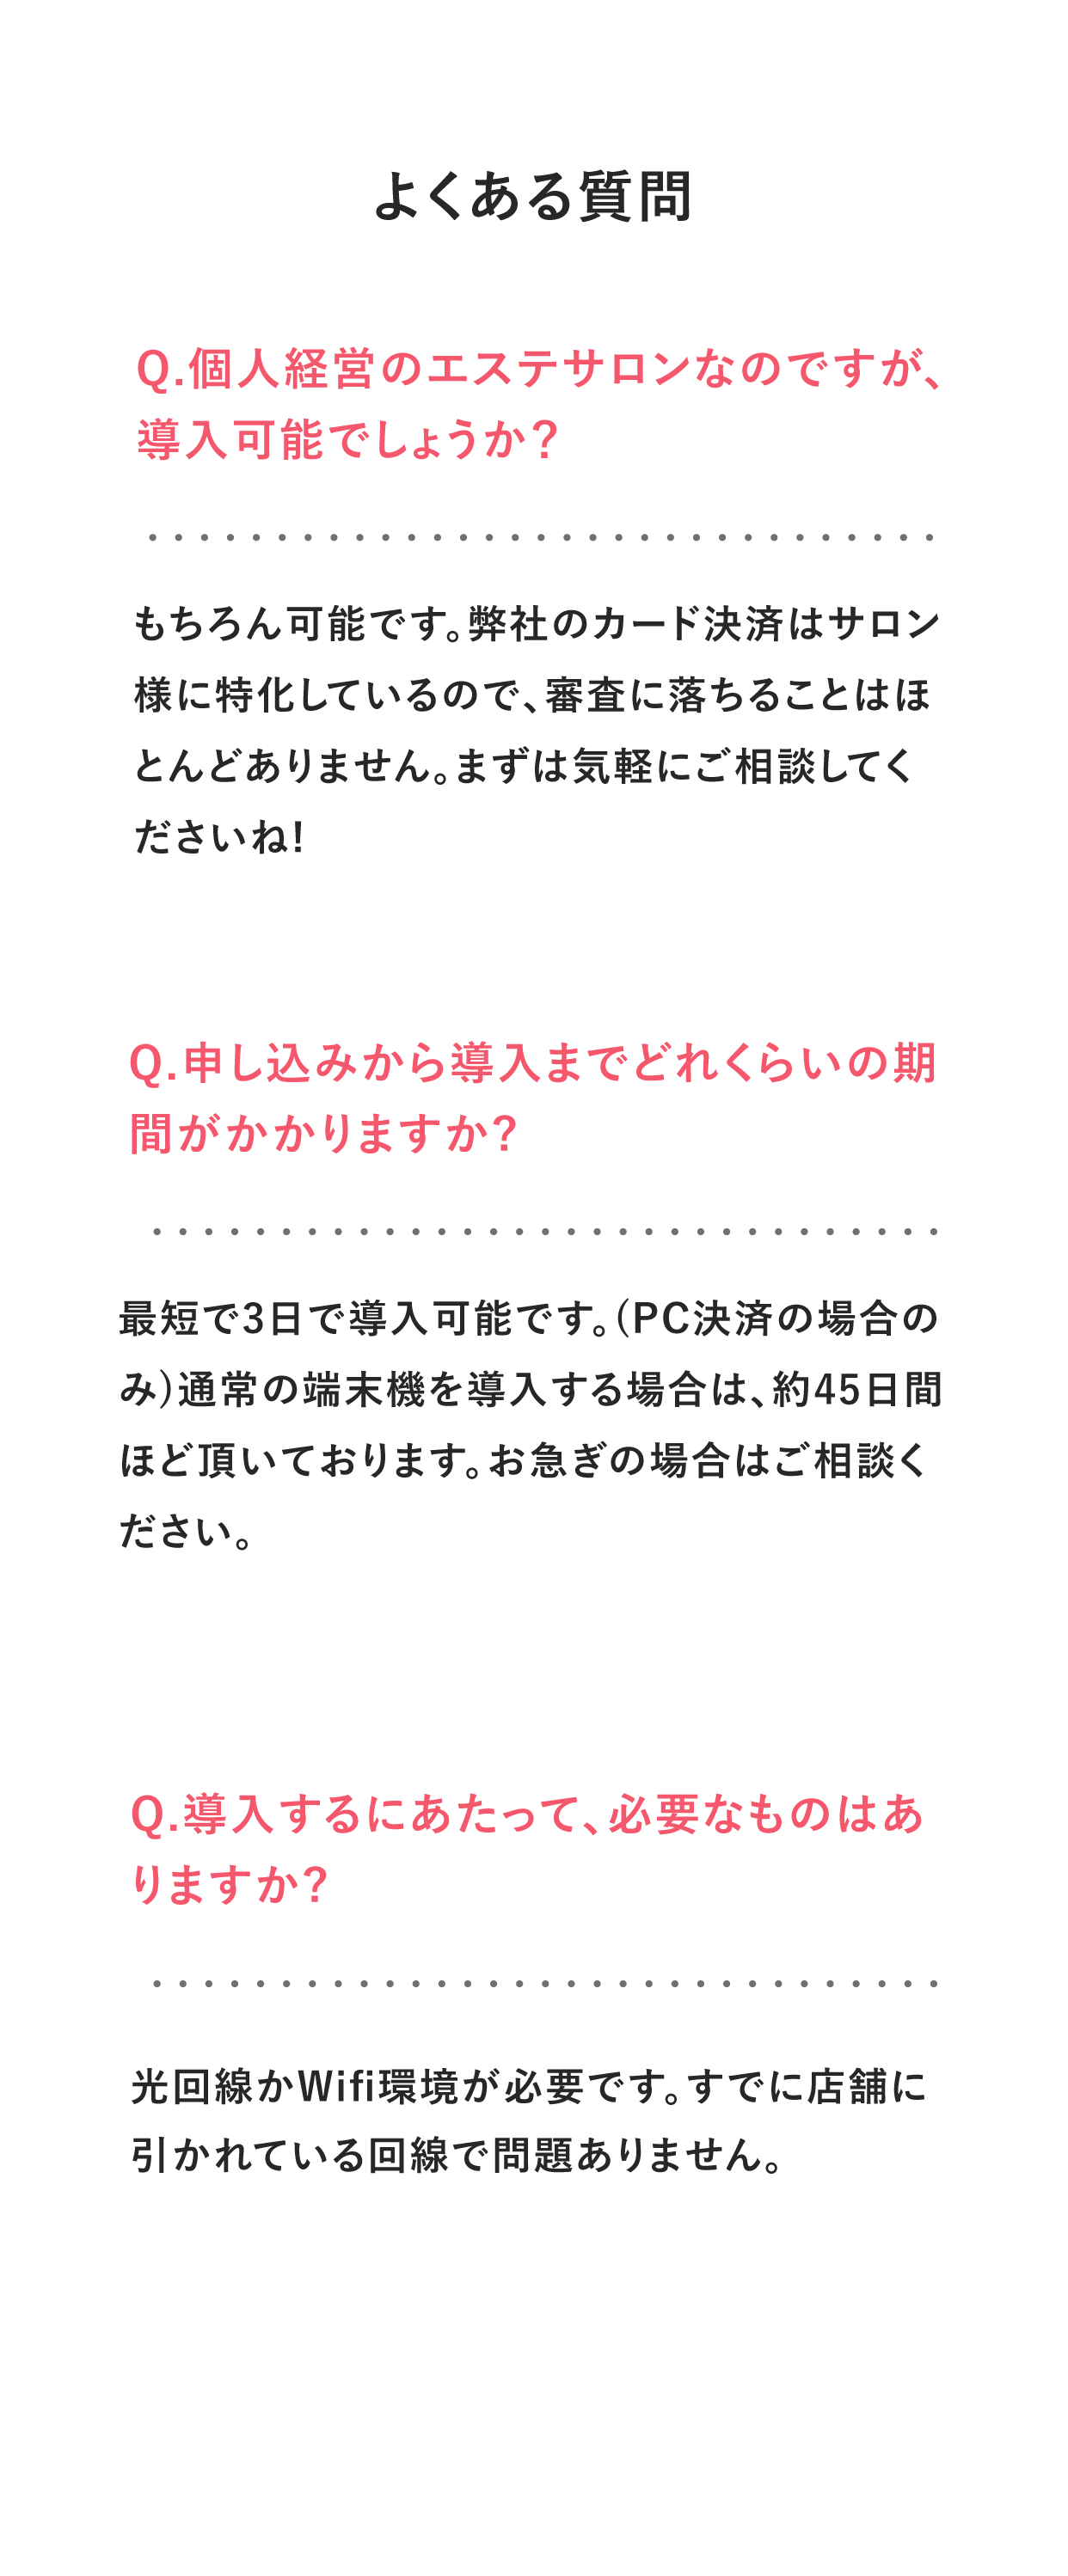 よくある質問
Q.個人経営のエステサロンなのですが、
導入可能でしょうか？
もちろん可能です。弊社のカード決済はサロン
様に特化しているので、審査に落ちることはほ
とんどありません。まずは気軽にご相談してく
ださいね！
Q.申し込みから導入までどれくらいの期
間がかかりますか？
最短で3日で導入可能です。(PC決済の場合の
み)通常の端末機を導入する場合は、約45日間
ほど頂いております。お急ぎの場合はご相談く
ださい。
Q.導入するにあたって、必要なものはあ
りますか？
光回線かWifi環境が必要です。すでに店舗に
引かれている回線で問題ありません。